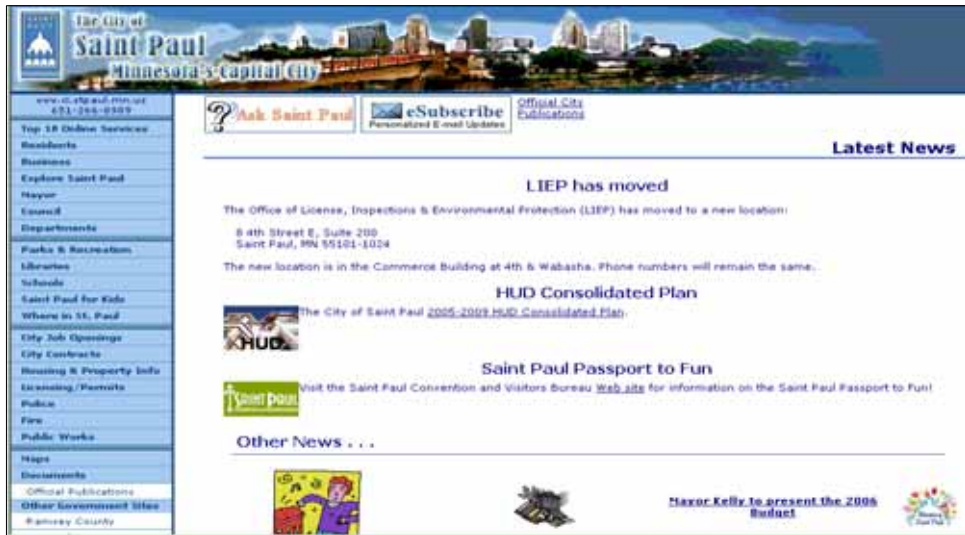 The City of
Saint Paul
Minnesota's Capital City
www.ci.stpaul.mn.us
651-266-8989
Top 10 Online Services
Residents
Business
Explore Saint Paul
Mayor
Council
Departments
Parks & Recreation
Libraries
Schools
Saint Paul for Kids
Where in St. Paul
City Job Openings
City Contracts
Housing & Property Info
Licensing/Permits
Police
Fire
Public Works
Maps
Documents
Official Publications
Other Government Sites
Ramsey County
? Ask Saint Paul
eSubscribe
Personalized E-mail Updates
Official City
Publications
Latest News
LIEP has moved
The Office of License, Inspections & Environmental Protection (LIEP) has moved to a new location:
8 4th Street E, Suite 200
Saint Paul, MN 55101-1024
The new location is in the Commerce Building at 4th & Wabasha. Phone numbers will remain the same.
HUD Consolidated Plan
HUD
The City of Saint Paul 2005-2009 HUD Consolidated Plan.
Saint Paul Passport to Fun
SAINT PAUL
Visit the Saint Paul Convention and Visitors Bureau Web site for information on the Saint Paul Passport to Fun!
Other News . . .
Mayor Kelly to present the 2006
Budget